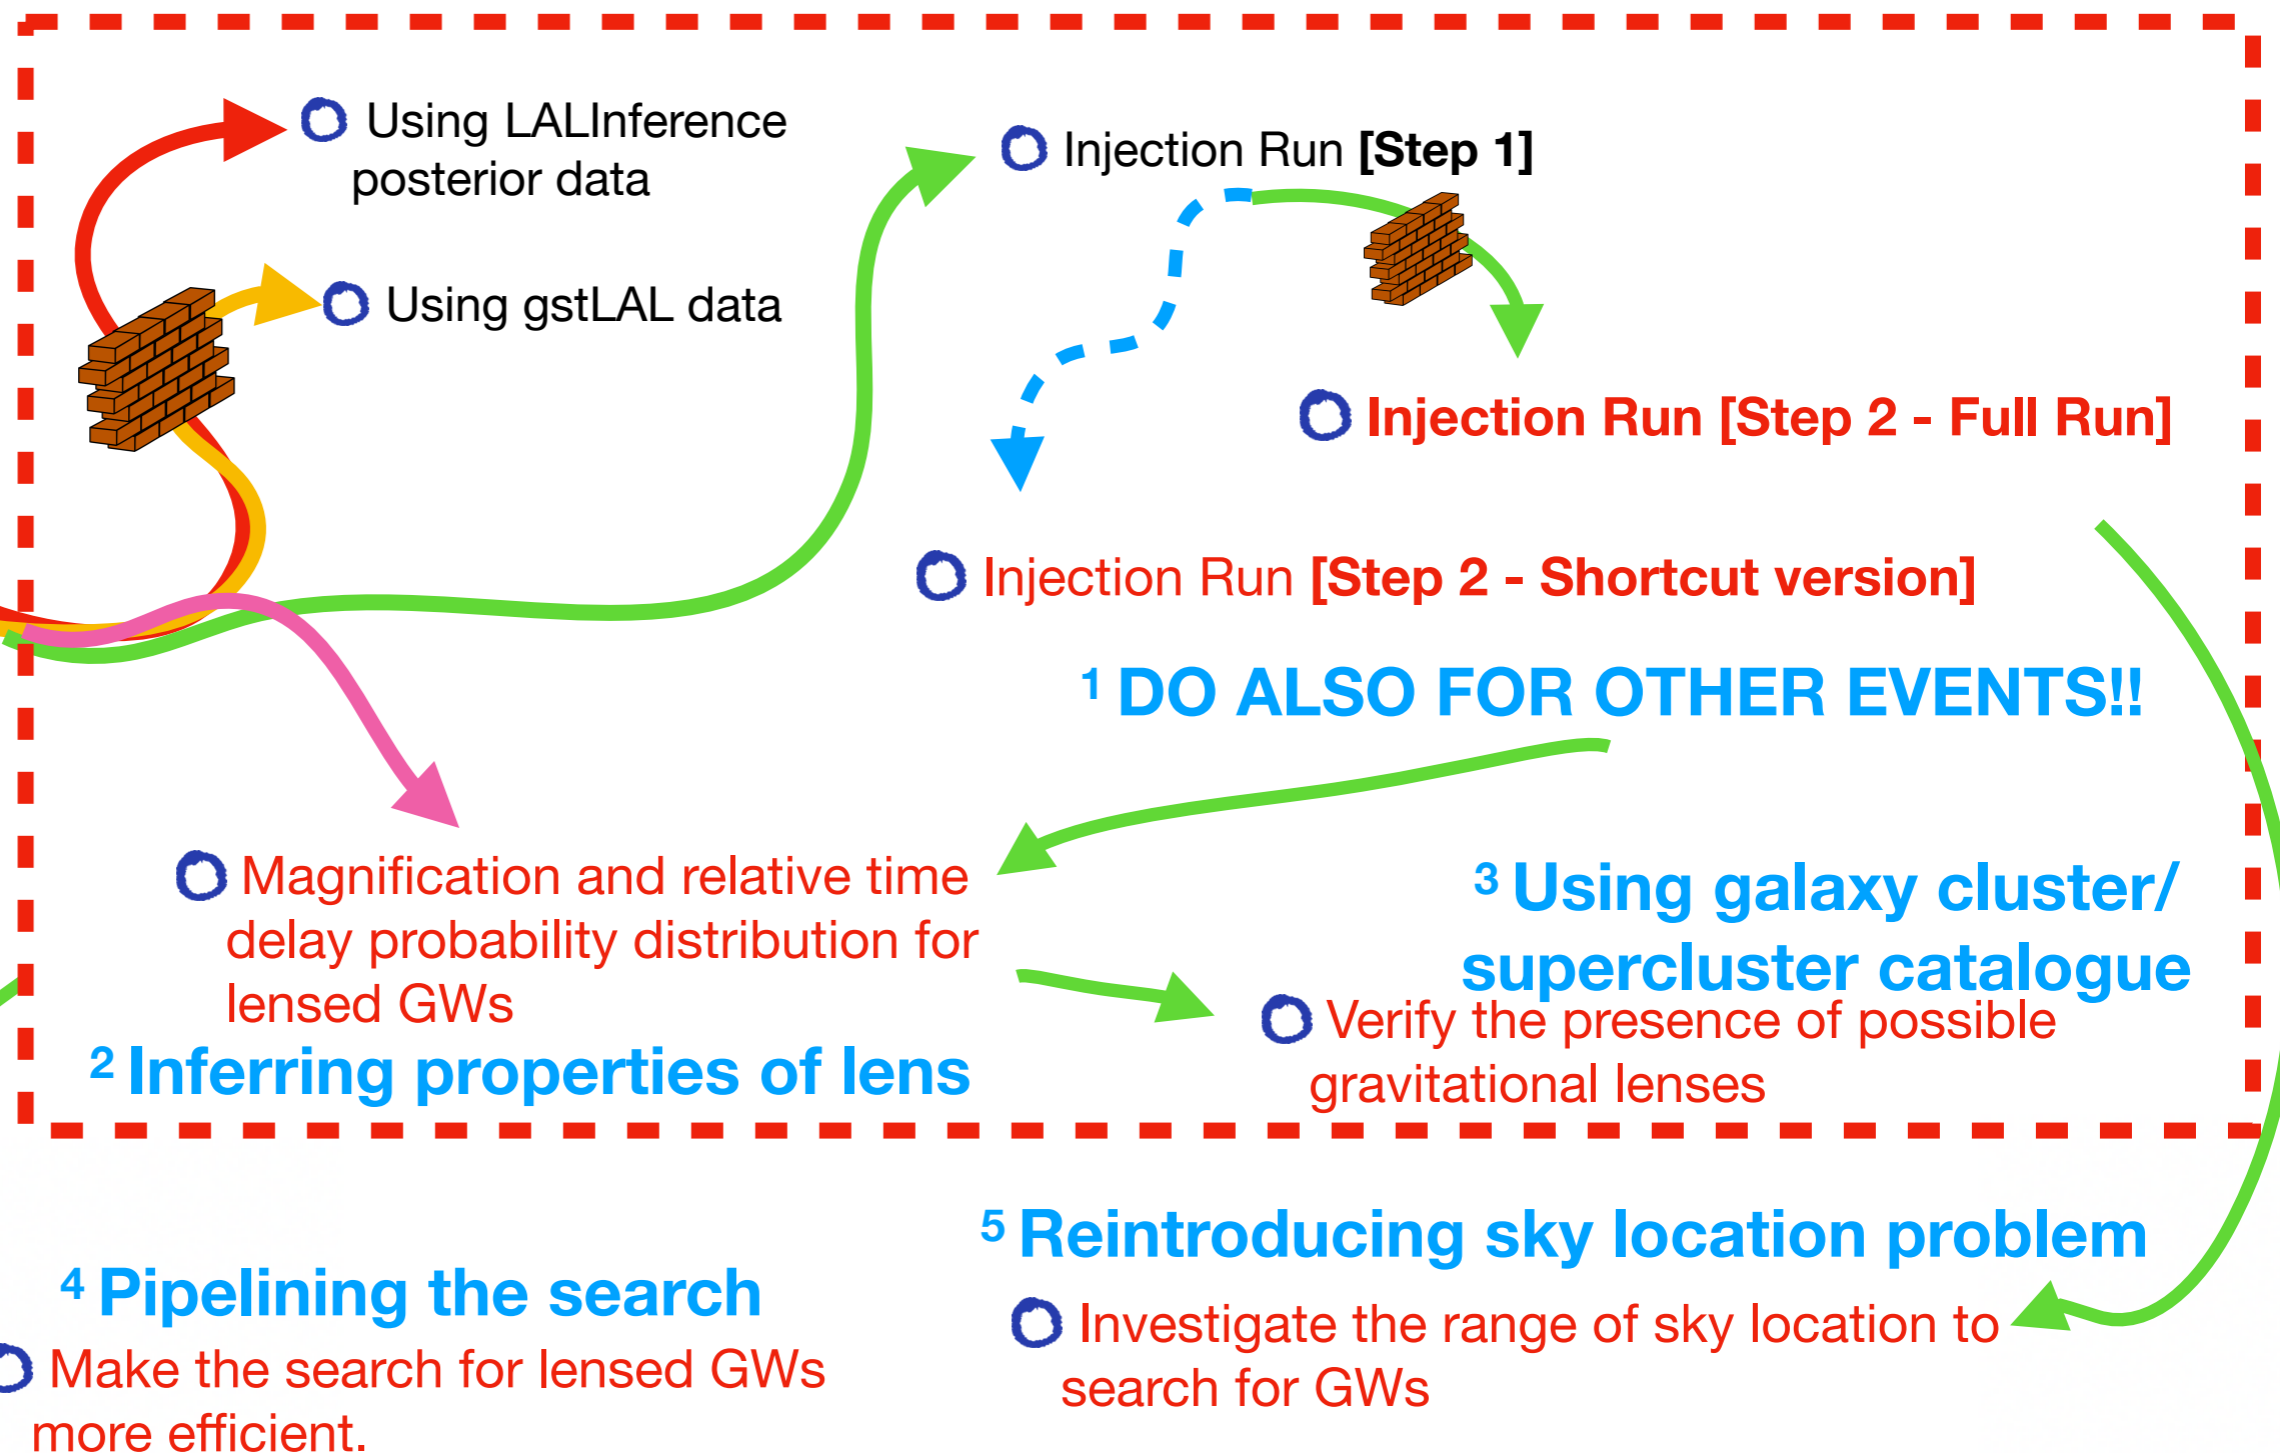 Using LALInference
posterior data
Using gstLAL data
Injection Run [Step 1]
Injection Run [Step 2 - Full Run]
Injection Run [Step 2 - Shortcut version]
1 DO ALSO FOR OTHER EVENTS!!
Magnification and relative time
delay probability distribution for
lensed GWs
2 Inferring properties of lens
3 Using galaxy cluster/
supercluster catalogue
Verify the presence of possible
gravitational lenses
4 Pipelining the search
Make the search for lensed GWs
more efficient.
5 Reintroducing sky location problem
Investigate the range of sky location to
search for GWs